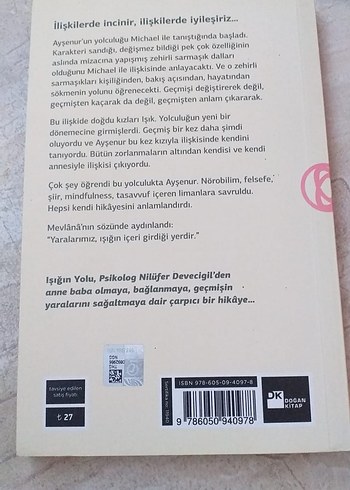 İlişkilerde incinir, ilişkilerde iyileşiriz...
Ayşenur'un yolculuğu Michael ile tanıştığında başladı.
Karakteri sandığı, değişmez bildiği pek çok özelliğinin
aslında mizacına yapışmış zehirli sarmaşık dalları
olduğunu Michael ile ilişkisinde anlayacaktı. Ve o zehirli
sarmaşıkları kişiliğinden, bakış açısından, hayatından
sökmenin yolunu öğrenecekti. Geçmişi değiştirerek değil,
geçmişten kaçarak da değil, geçmişten anlam çıkararak.
Bu ilişkide doğdu kızları Işık. Yolculuğun yeni bir
dönemecine girmişlerdi. Geçmiş bir kez daha şimdi
oluyordu ve Ayşenur bu kez kızıyla ilişkisinde kendini
tanıyordu. Bütün zorlanmaların altından kendisi ve kendi
annesiyle ilişkisi çıkıyordu.
Çok şey öğrendi bu yolculukta Ayşenur. Nörobilim, felsefe,
şiir, mindfulness, tasavvuf içeren limanlara savruldu.
Hepsi kendi hikâyesini anlamlandırdı.
Mevlânâ'nın sözünde aydınlandı:
"Yaralarımız, ışığın içeri girdiği yerdir."
Işığın Yolu, Psikolog Nilüfer Devecigil'den
anne baba olmaya, bağlanmaya, geçmişin
yaralarını sağaltmaya dair çarpıcı bir hikâye...
tavsiye edilen
satış fiyatı
₺ 27
ISBN 978-605-09-4097-8
9 786050 940978
DK
DOĞAN
KİTAP